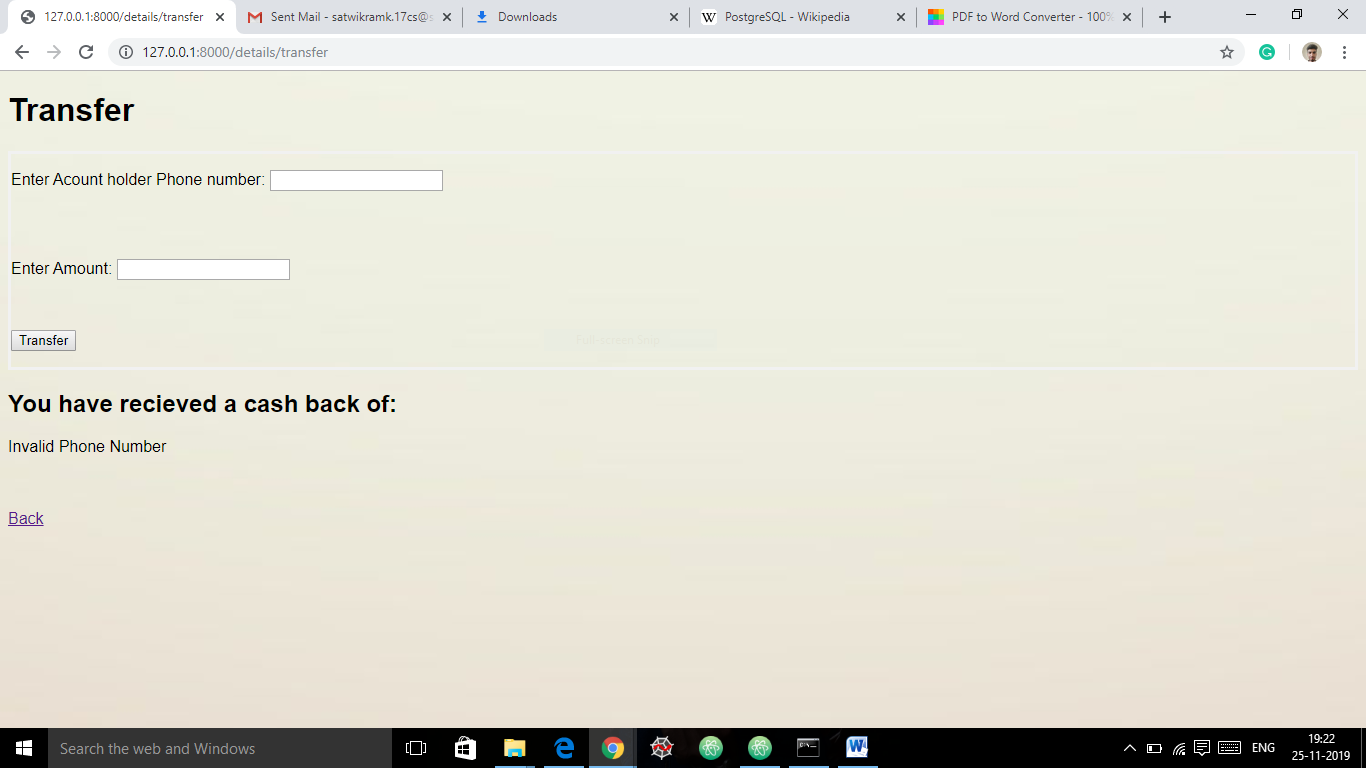 127.0.0.1:8000/details/transfer
Sent Mail - satwikramk.17cs@s
Downloads
W
PostgreSQL - Wikipedia
PDF to Word Converter - 100%
127.0.0.1:8000/details/transfer
Transfer
Enter Acount holder Phone number:
Enter Amount:
Transfer
You have recieved a cash back of:
Invalid Phone Number
Back
Search the web and Windows
ENG
19:22
25-11-2019